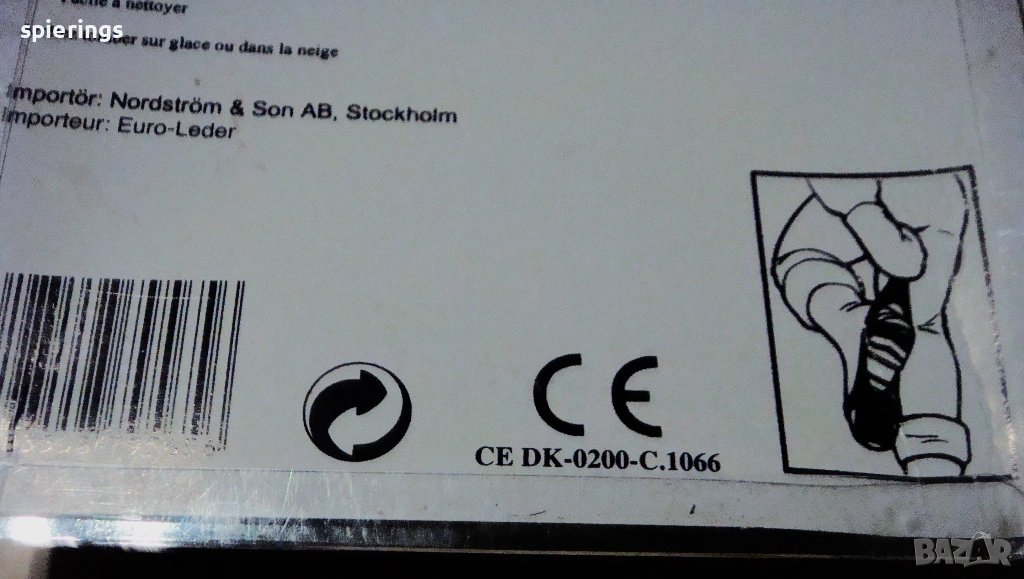 à nettoyer
spierings
sur glace ou dans la neige
Importör: Nordström & Son AB, Stockholm
Importeur: Euro-Leder
CE
CE DK-0200-C.1066
BAZAR